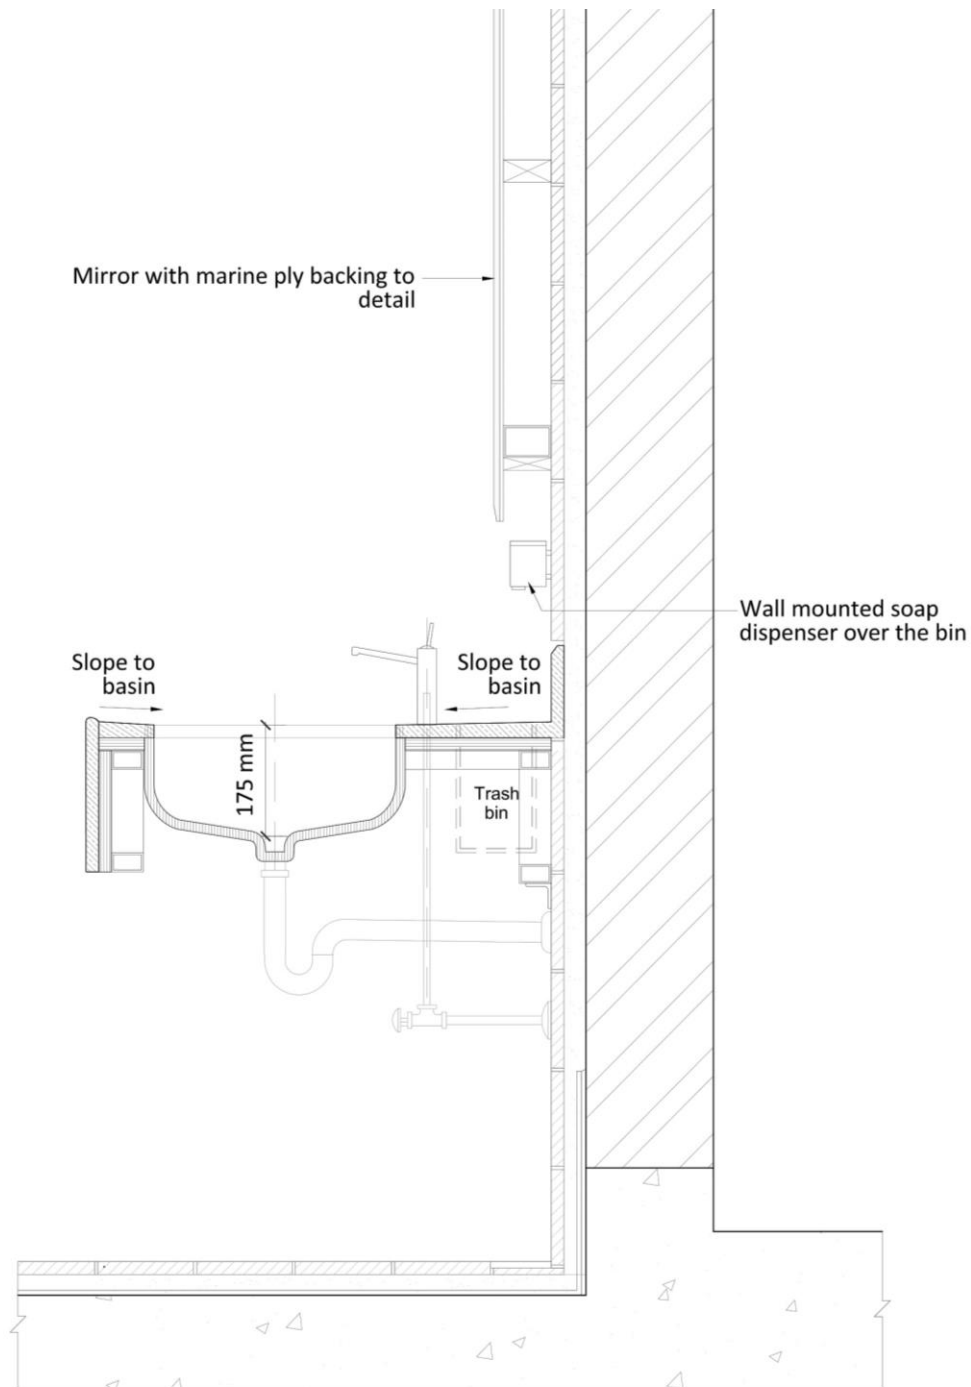 Mirror with marine ply backing to
detail
Wall mounted soap
dispenser over the bin
Slope to
basin
Slope to
basin
175 mm
Trash
bin